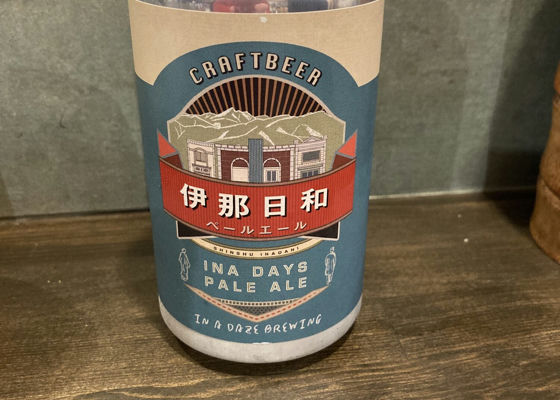 CRAFTBEER
伊那日和
ペールエール
SHINSHU INADANI
INA DAYS
PALE ALE
IN A DAZE BREWING